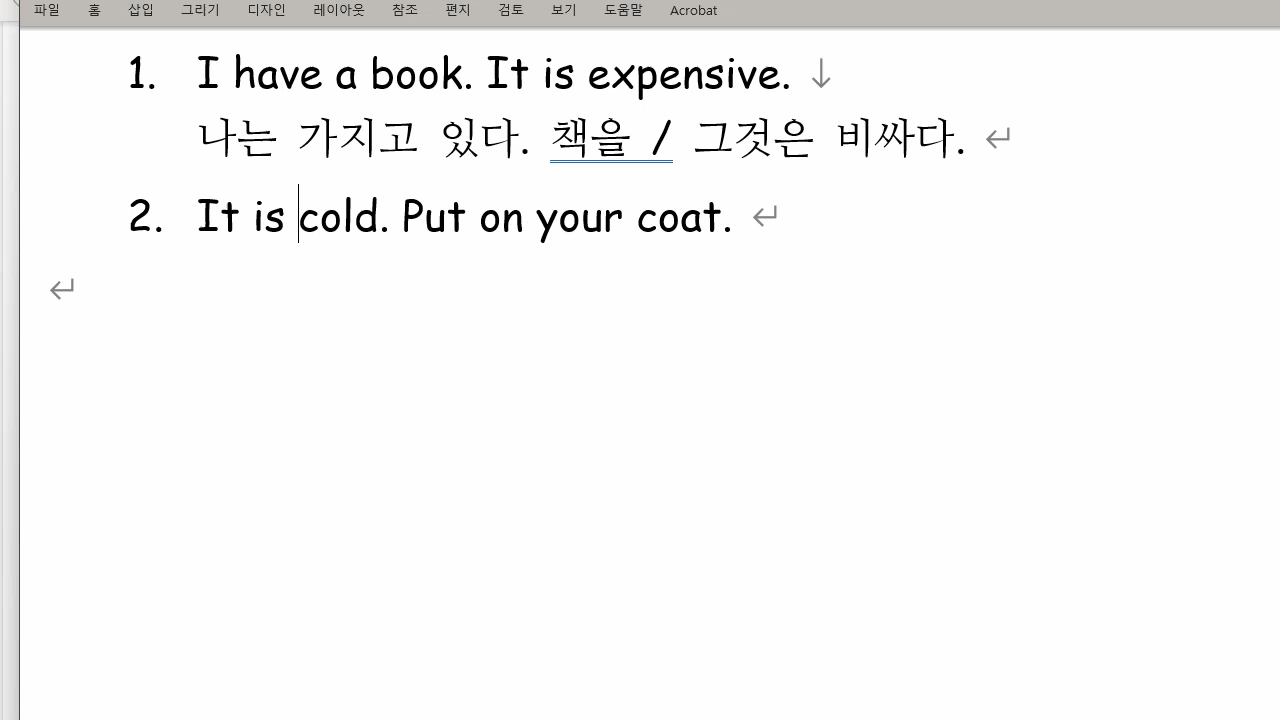 파일 홈 삽입 그리기 디자인 레이아웃 참조 편지 검토 보기 도움말 Acrobat
1. I have a book. It is expensive. ↓
나는 가지고 있다. 책을 / 그것은 비싸다. ↵
2. It is cold. Put on your coat. ↵
↵